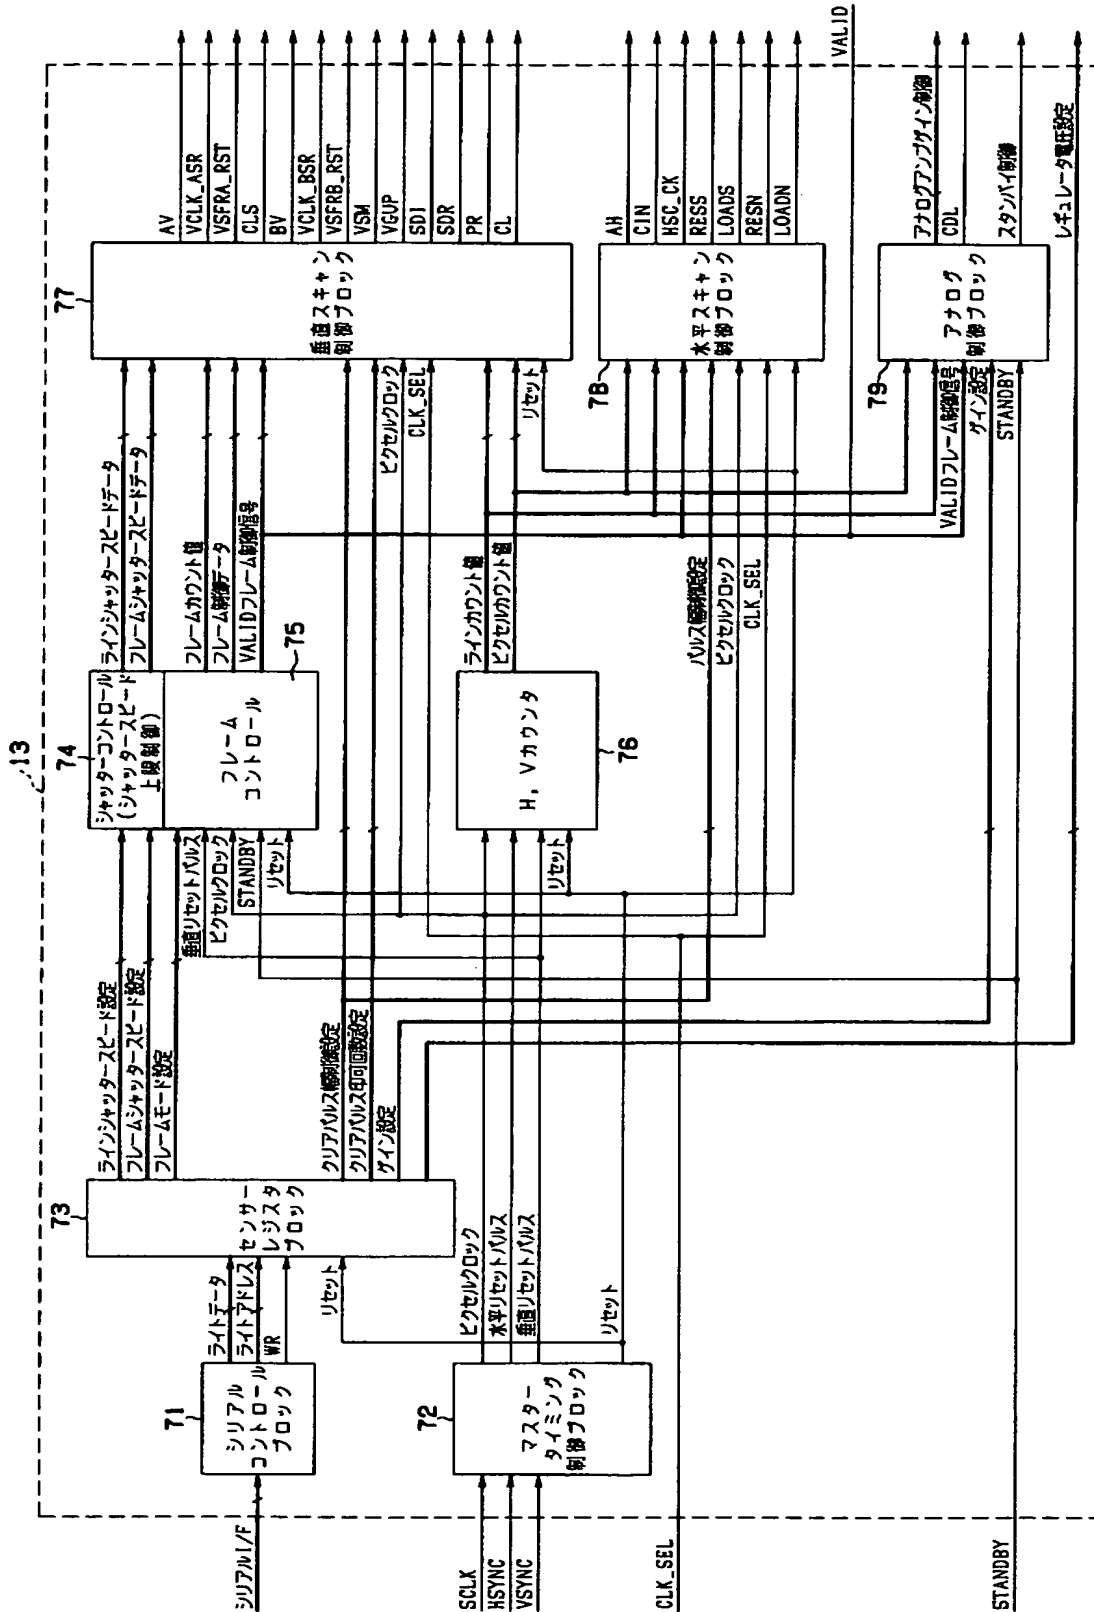 13
シリアルI/F
SCLK
HSYNC
VSYNC
CLK_SEL
STANDBY
71
シリアル
コントロール
ブロック
72
マスター
タイミング
制御ブロック
ライトデータ
ライトアドレス
WR
リセット
ピクセルクロック
水平リセットパルス
垂直リセットパルス
リセット
73
センサー
レジスタ
ブロック
ラインシャッタースピード設定
フレームシャッタースピード設定
フレームモード設定
クリアパルス幅制御設定
クリアパルス印可回数設定
ゲイン設定
垂直リセットパルス
ピクセルクロック
STANDBY
リセット
74
シャッターコントロール
(シャッタースピード
上限制御)
フレーム
コントロール
75
リセット
H, Vカウンタ
76
ラインシャッタースピードデータ
フレームシャッタースピードデータ
フレームカウント値
フレーム制御データ
VALIDフレーム制御信号
ラインカウント値
ピクセルカウント値
パルス幅制御設定
ピクセルクロック
CLK_SEL
ピクセルクロック
CLK_SEL
リセット
VALIDフレーム制御信号
ゲイン設定
STANDBY
77
垂直スキャン
制御ブロック
78
水平スキャン
制御ブロック
79
アナログ
制御ブロック
AV
VCLK_ASR
VSFRA_RST
CLS
BV
VCLK_BSR
VSFRB_RST
VSM
VGUP
SDI
SDR
PR
CL
AH
CIN
HSC_CK
RESS
LOADS
RESN
LOADN
VALID
アナログアンプゲイン制御
CDL
スタンバイ制御
レギュレータ電圧設定